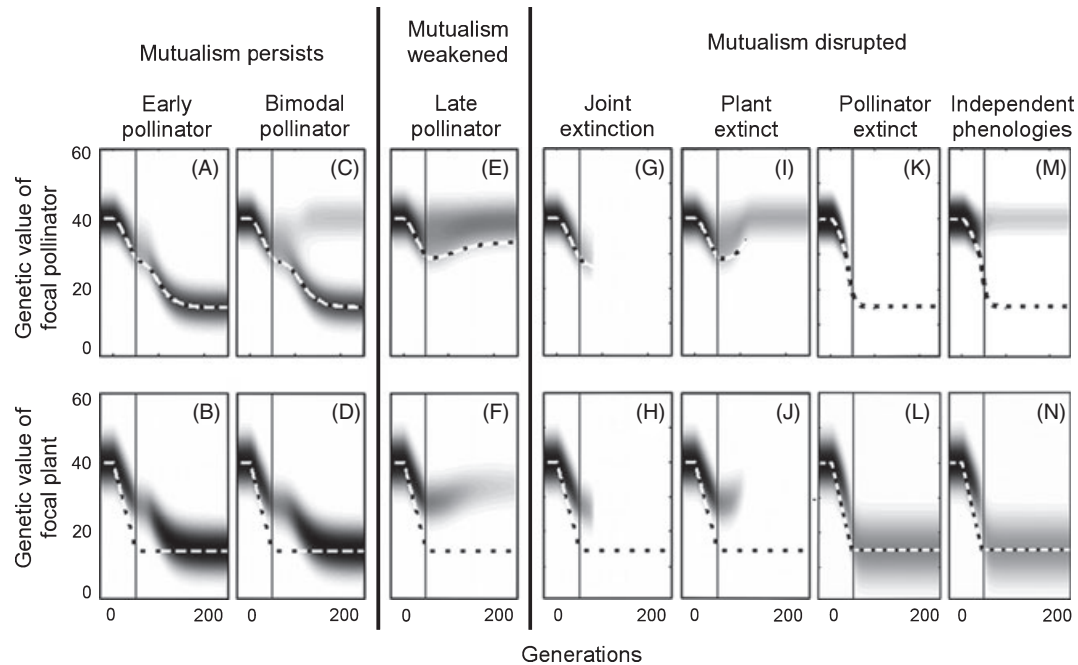 Mutualism persists
Mutualism
weakened
Mutualism disrupted
Early
pollinator
Bimodal
pollinator
Late
pollinator
Joint
extinction
Plant
extinct
Pollinator
extinct
Independent
phenologies
Genetic value of
focal pollinator
60
40
20
0
(A)
(C)
(E)
(G)
(I)
(K)
(M)
Genetic value of
focal plant
60
40
20
0
(B)
(D)
(F)
(H)
(J)
(L)
(N)
0 200
0 200
0 200
0 200
0 200
0 200
0 200
Generations